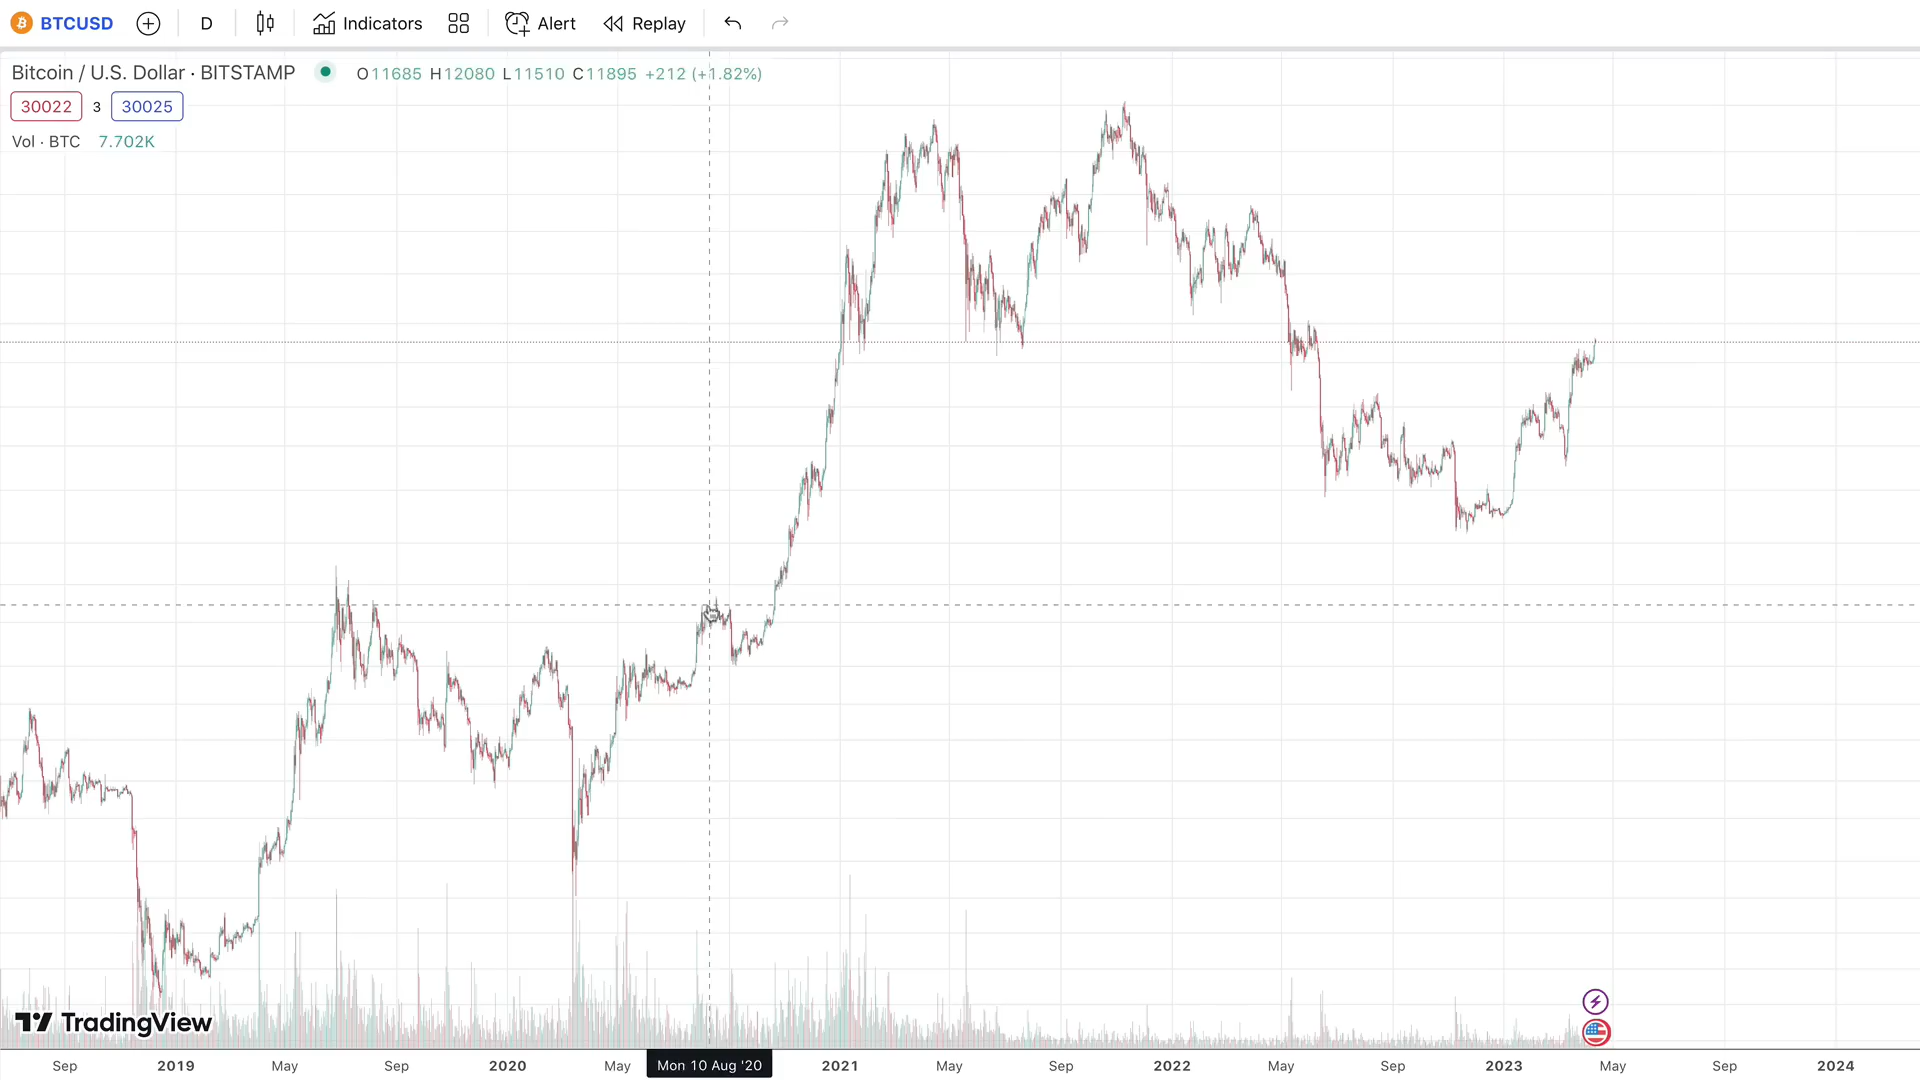 BTCUSD D Indicators Alert Replay
Bitcoin / U.S. Dollar · BITSTAMP O11685 H12080 L11510 C11895 +212 (+1.82%)
30022 3 30025
Vol · BTC 7.702K
TradingView
Sep 2019 May Sep 2020 May Mon 10 Aug '20 2021 May Sep 2022 May Sep 2023 May Sep 2024